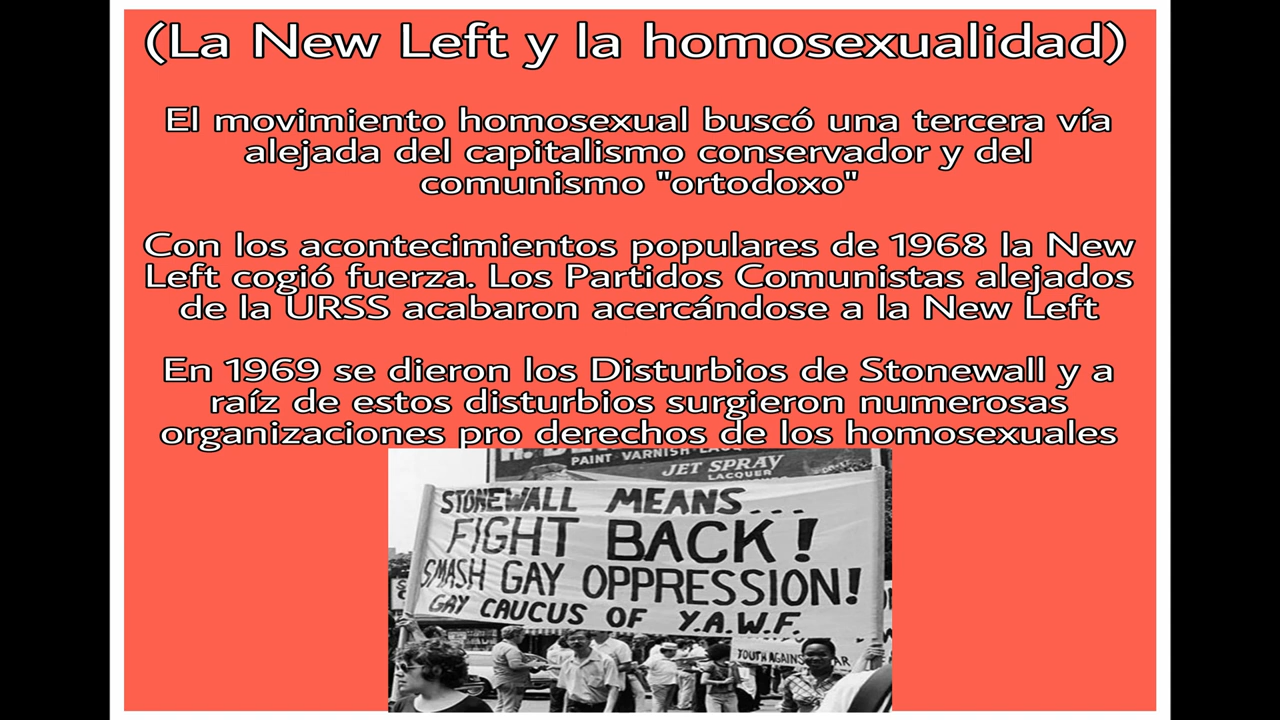 (La New Left y la homosexualidad)
El movimiento homosexual buscó una tercera vía
alejada del capitalismo conservador y del
comunismo "ortodoxo"
Con los acontecimientos populares de 1968 la New
Left cogió fuerza. Los Partidos Comunistas alejados
de la URSS acabaron acercándose a la New Left
En 1969 se dieron los Disturbios de Stonewall y a
raíz de estos disturbios surgieron numerosas
organizaciones pro derechos de los homosexuales
PAINT VARNISH
JET SPRAY
LACQUER
STONEWALL MEANS...
FIGHT BACK!
SMASH GAY OPPRESSION!
GAY CAUCUS OF Y.A.W.F.
YOUTH AGAINST